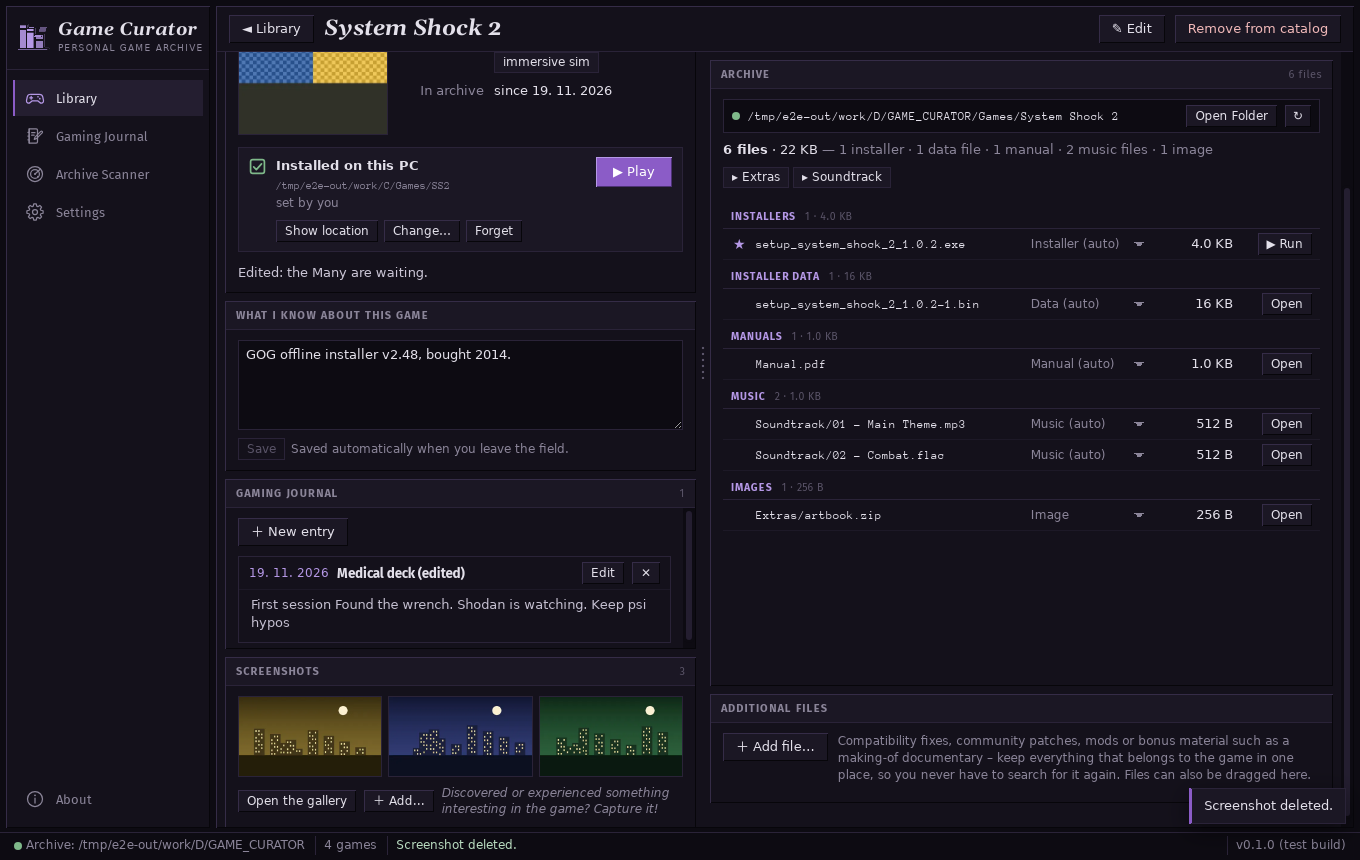 Game Curator
PERSONAL GAME ARCHIVE
Library
Gaming Journal
Archive Scanner
Settings
About
◄ Library
System Shock 2
✎ Edit
Remove from catalog
immersive sim
In archive since 19. 11. 2026
Installed on this PC
/tmp/e2e-out/work/C/Games/SS2
set by you
▶ Play
Show location
Change…
Forget
Edited: the Many are waiting.
WHAT I KNOW ABOUT THIS GAME
GOG offline installer v2.48, bought 2014.
Save
Saved automatically when you leave the field.
GAMING JOURNAL 1
+ New entry
19. 11. 2026 Medical deck (edited)
Edit
✕
First session Found the wrench. Shodan is watching. Keep psi
hypos
SCREENSHOTS 3
Open the gallery
+ Add…
Discovered or experienced something
interesting in the game? Capture it!
ARCHIVE 6 files
/tmp/e2e-out/work/D/GAME_CURATOR/Games/System Shock 2
Open Folder
↻
6 files · 22 KB — 1 installer · 1 data file · 1 manual · 2 music files · 1 image
▸ Extras
▸ Soundtrack
INSTALLERS 1 · 4.0 KB
★ setup_system_shock_2_1.0.2.exe Installer (auto) 4.0 KB ▶ Run
INSTALLER DATA 1 · 16 KB
setup_system_shock_2_1.0.2-1.bin Data (auto) 16 KB Open
MANUALS 1 · 1.0 KB
Manual.pdf Manual (auto) 1.0 KB Open
MUSIC 2 · 1.0 KB
Soundtrack/01 - Main Theme.mp3 Music (auto) 512 B Open
Soundtrack/02 - Combat.flac Music (auto) 512 B Open
IMAGES 1 · 256 B
Extras/artbook.zip Image 256 B Open
ADDITIONAL FILES
+ Add file…
Compatibility fixes, community patches, mods or bonus material such as a
making-of documentary – keep everything that belongs to the game in one
place, so you never have to search for it again. Files can also be dragged here.
Screenshot deleted.
Archive: /tmp/e2e-out/work/D/GAME_CURATOR
4 games
Screenshot deleted.
v0.1.0 (test build)